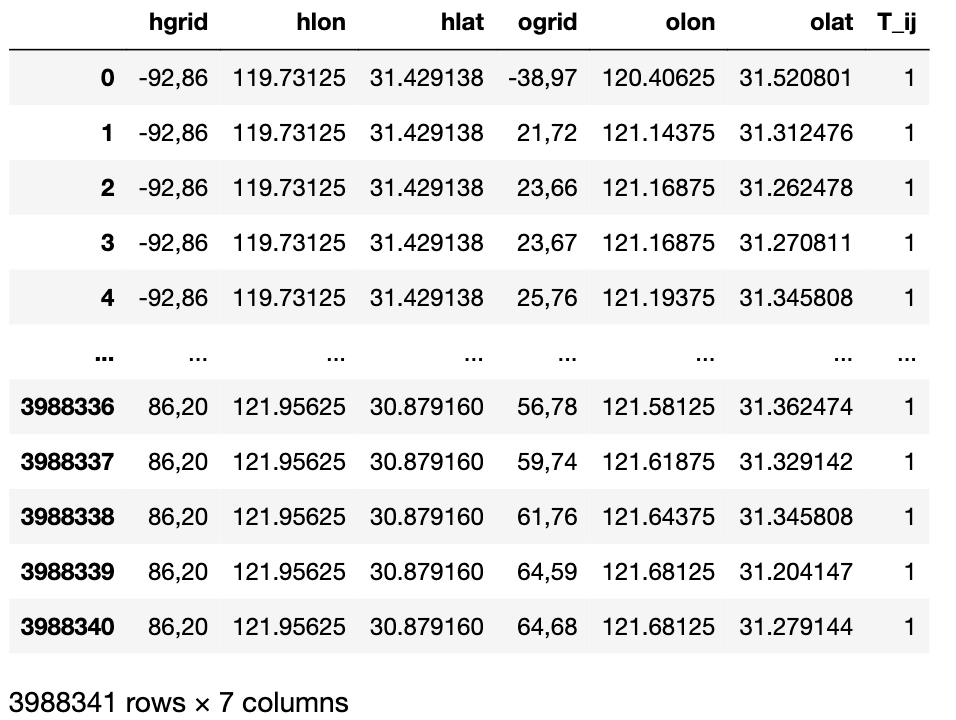 hgrid hlon hlat ogrid olon olat T_ij
0 -92,86 119.73125 31.429138 -38,97 120.40625 31.520801 1
1 -92,86 119.73125 31.429138 21,72 121.14375 31.312476 1
2 -92,86 119.73125 31.429138 23,66 121.16875 31.262478 1
3 -92,86 119.73125 31.429138 23,67 121.16875 31.270811 1
4 -92,86 119.73125 31.429138 25,76 121.19375 31.345808 1
... ... ... ... ... ... ... ...
3988336 86,20 121.95625 30.879160 56,78 121.58125 31.362474 1
3988337 86,20 121.95625 30.879160 59,74 121.61875 31.329142 1
3988338 86,20 121.95625 30.879160 61,76 121.64375 31.345808 1
3988339 86,20 121.95625 30.879160 64,59 121.68125 31.204147 1
3988340 86,20 121.95625 30.879160 64,68 121.68125 31.279144 1
3988341 rows × 7 columns